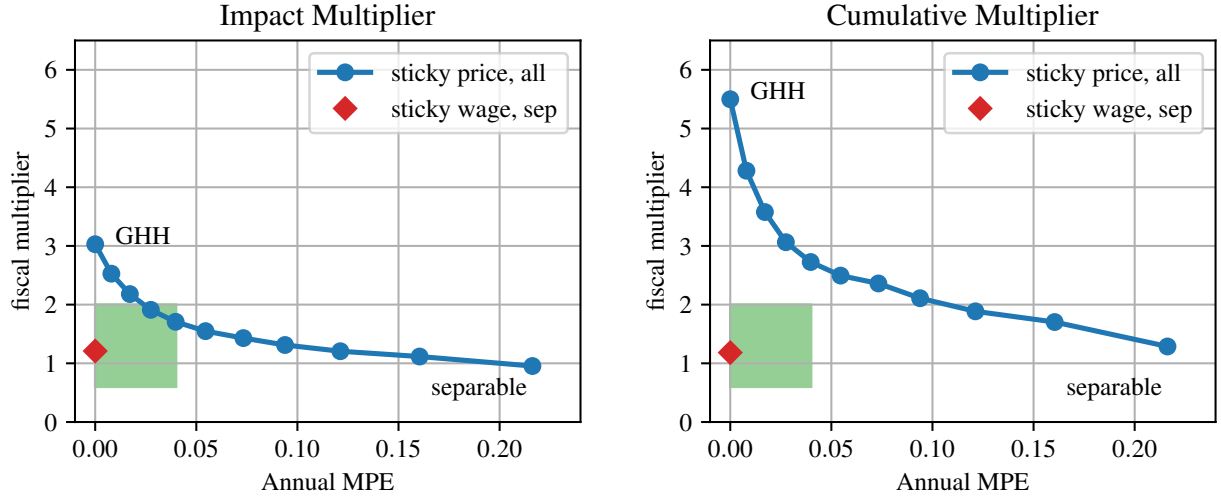 Impact Multiplier
fiscal multiplier
6
5
4
3
2
1
0
sticky price, all
sticky wage, sep
GHH
separable
0.00 0.05 0.10 0.15 0.20
Annual MPE
Cumulative Multiplier
fiscal multiplier
6
5
4
3
2
1
0
sticky price, all
sticky wage, sep
GHH
separable
0.00 0.05 0.10 0.15 0.20
Annual MPE